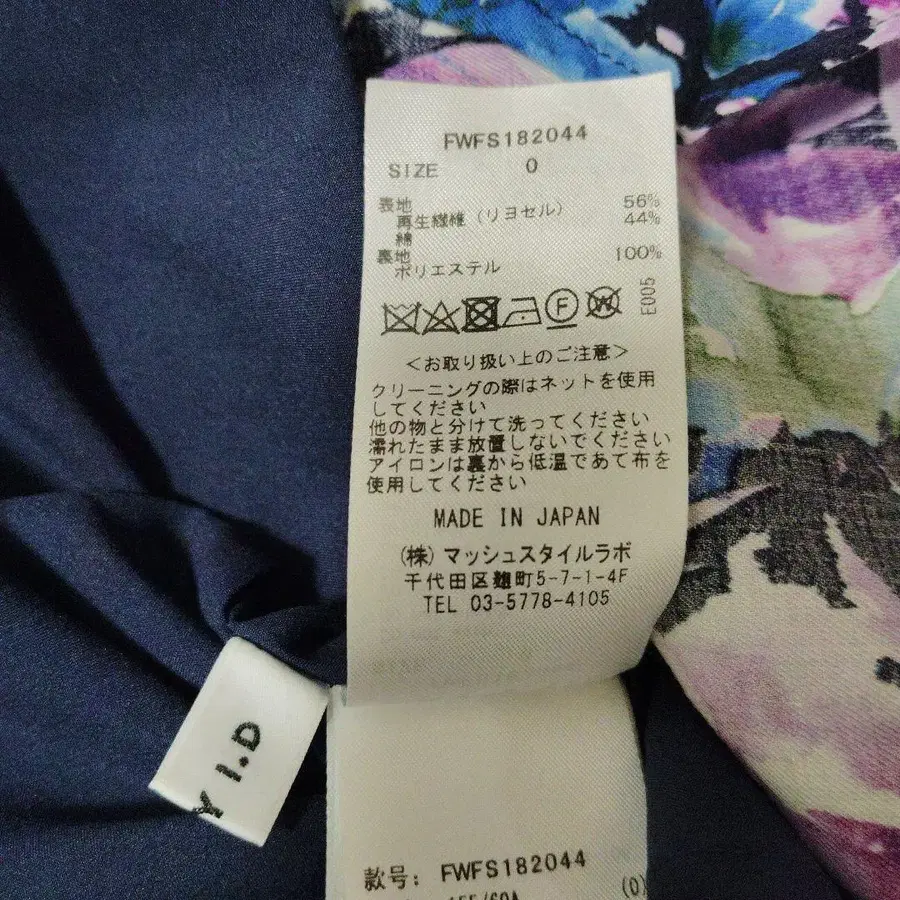 FWFS182044
SIZE 0
表地
再生繊維（リヨセル） 56%
綿 44%
裏地
ポリエステル 100%
F
W
E005
＜お取り扱い上のご注意＞
クリーニングの際はネットを使用
してください
他の物と分けて洗ってください
濡れたまま放置しないでください
アイロンは裏から低温であて布を
使用してください
MADE IN JAPAN
（株）マッシュスタイルラボ
千代田区麹町5-7-1-4F
TEL 03-5778-4105
Y I.D
款号: FWFS182044
(0)